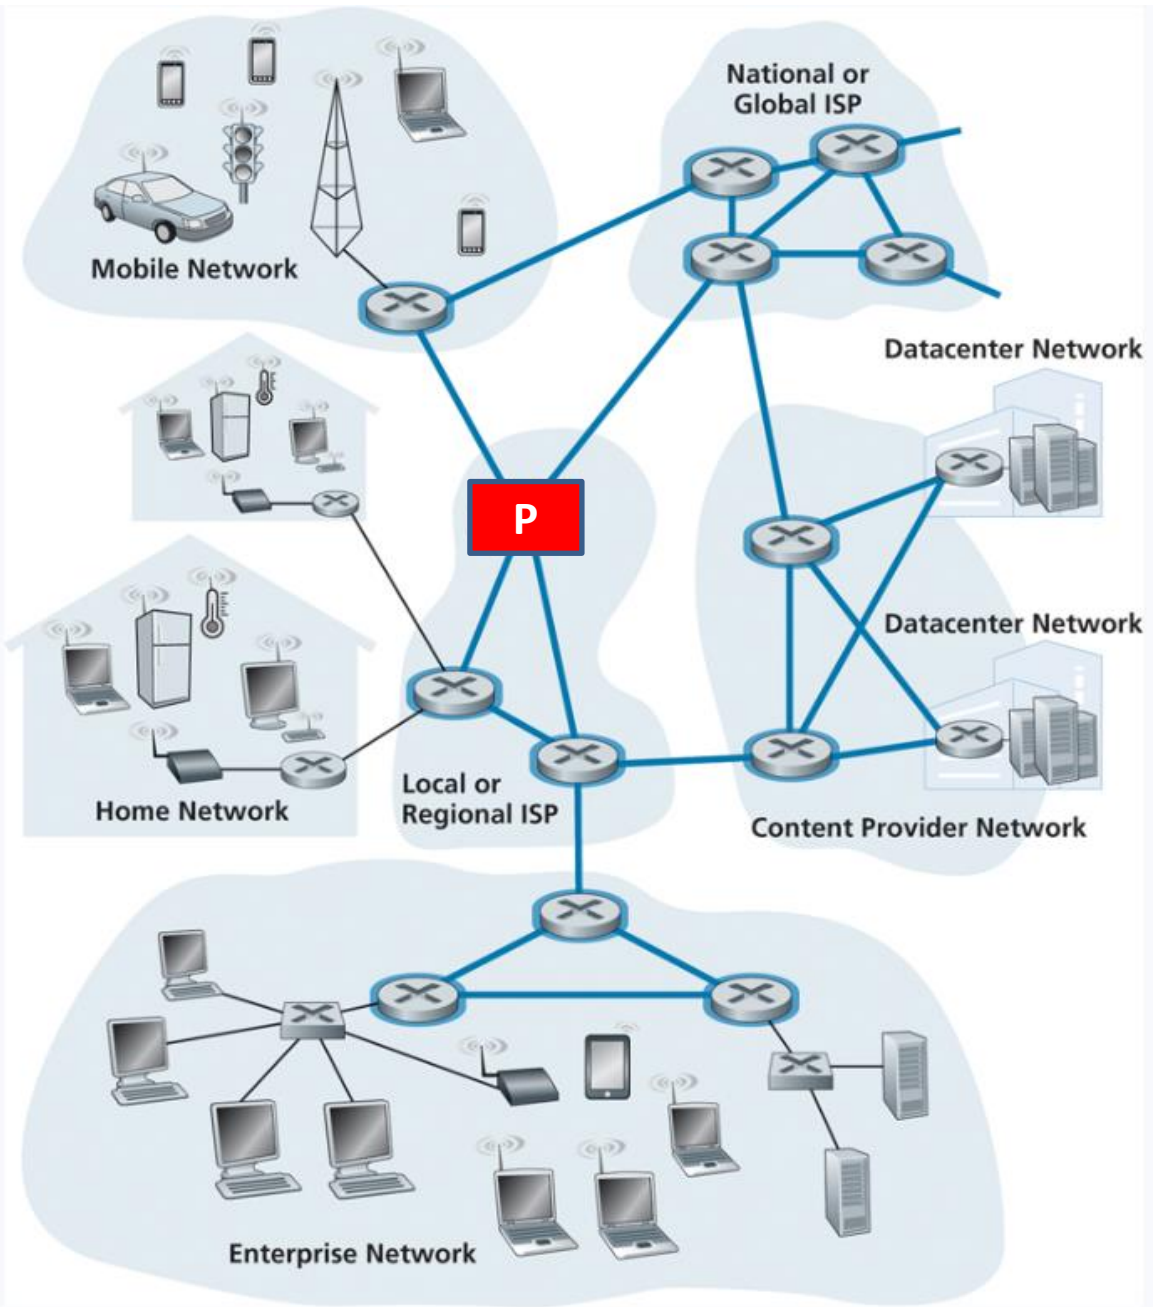 National or
Global ISP
Mobile Network
Datacenter Network
P
Datacenter Network
Local or
Regional ISP
Home Network
Content Provider Network
Enterprise Network